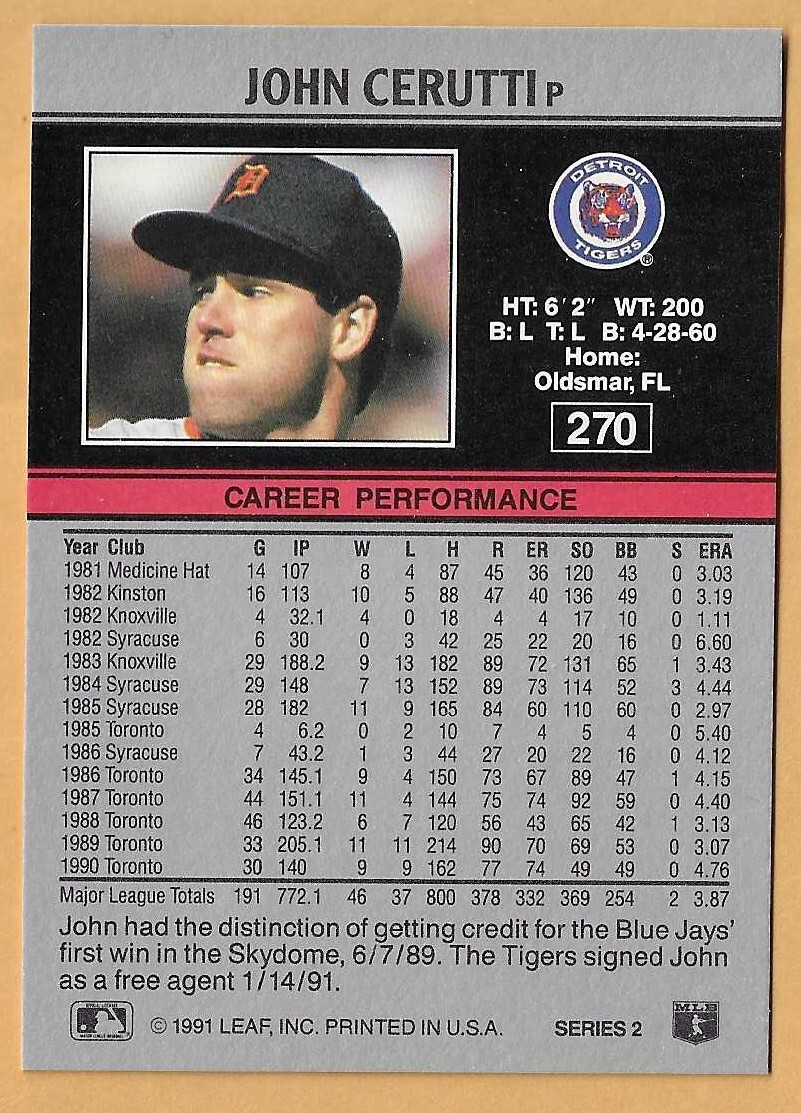 JOHN CERUTTI P
D
DETROIT
TIGERS
®
HT: 6' 2" WT: 200
B: L T: L B: 4-28-60
Home:
Oldsmar, FL
270
CAREER PERFORMANCE
Year Club G IP W L H R ER SO BB S ERA
1981 Medicine Hat 14 107 8 4 87 45 36 120 43 0 3.03
1982 Kinston 16 113 10 5 88 47 40 136 49 0 3.19
1982 Knoxville 4 32.1 4 0 18 4 4 17 10 0 1.11
1982 Syracuse 6 30 0 3 42 25 22 20 16 0 6.60
1983 Knoxville 29 188.2 9 13 182 89 72 131 65 1 3.43
1984 Syracuse 29 148 7 13 152 89 73 114 52 3 4.44
1985 Syracuse 28 182 11 9 165 84 60 110 60 0 2.97
1985 Toronto 4 6.2 0 2 10 7 4 5 4 0 5.40
1986 Syracuse 7 43.2 1 3 44 27 20 22 16 0 4.12
1986 Toronto 34 145.1 9 4 150 73 67 89 47 1 4.15
1987 Toronto 44 151.1 11 4 144 75 74 92 59 0 4.40
1988 Toronto 46 123.2 6 7 120 56 43 65 42 1 3.13
1989 Toronto 33 205.1 11 11 214 90 70 69 53 0 3.07
1990 Toronto 30 140 9 9 162 77 74 49 49 0 4.76
Major League Totals 191 772.1 46 37 800 378 332 369 254 2 3.87
John had the distinction of getting credit for the Blue Jays'
first win in the Skydome, 6/7/89. The Tigers signed John
as a free agent 1/14/91.
© 1991 LEAF, INC. PRINTED IN U.S.A. SERIES 2
MLB